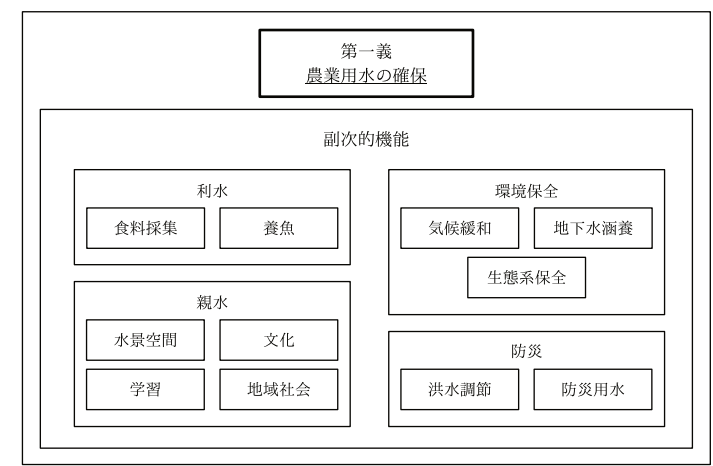 第一義
農業用水の確保
副次的機能
利水
食料採集
養魚
親水
水景空間
文化
学習
地域社会
環境保全
気候緩和
地下水涵養
生態系保全
防災
洪水調節
防災用水